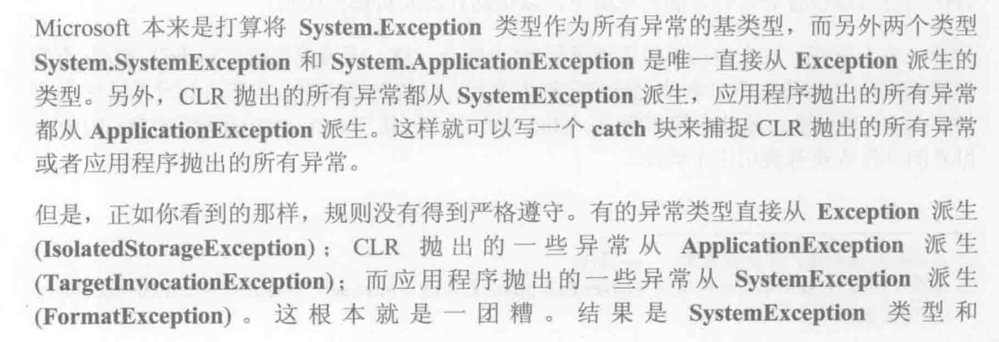 Microsoft 本来是打算将 System.Exception 类型作为所有异常的基类型，而另外两个类型
System.SystemException 和 System.ApplicationException 是唯一直接从 Exception 派生的
类型。另外，CLR 抛出的所有异常都从 SystemException 派生，应用程序抛出的所有异常
都从 ApplicationException 派生。这样就可以写一个 catch 块来捕捉 CLR 抛出的所有异常
或者应用程序抛出的所有异常。
但是，正如你看到的那样，规则没有得到严格遵守。有的异常类型直接从 Exception 派生
(IsolatedStorageException)；CLR 抛出的一些异常从 ApplicationException 派生
(TargetInvocationException)；而应用程序抛出的一些异常从 SystemException 派生
(FormatException)。这根本就是一团糟。结果是 SystemException 类型和